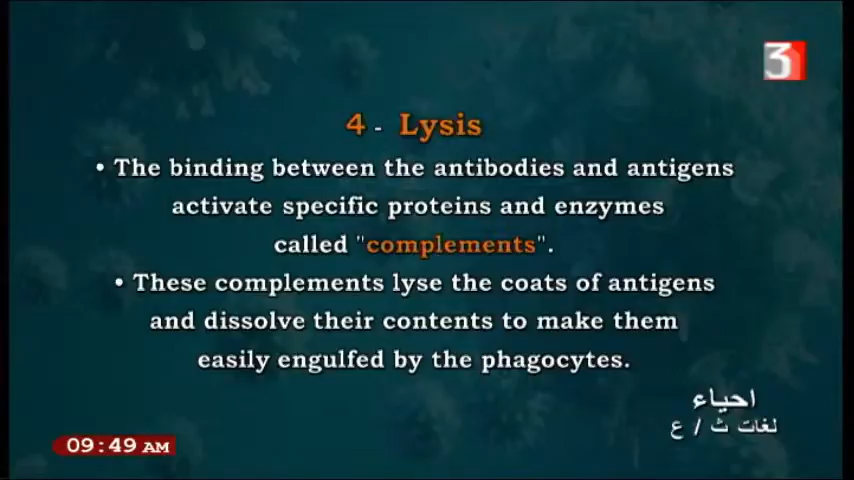 3
4 - Lysis
• The binding between the antibodies and antigens
activate specific proteins and enzymes
called "complements".
• These complement lyse the coats of antigens
and dissolve their contents to make them
easily engulfed by the phagocytes.
احياء
لغات ث / ع
09:49 AM